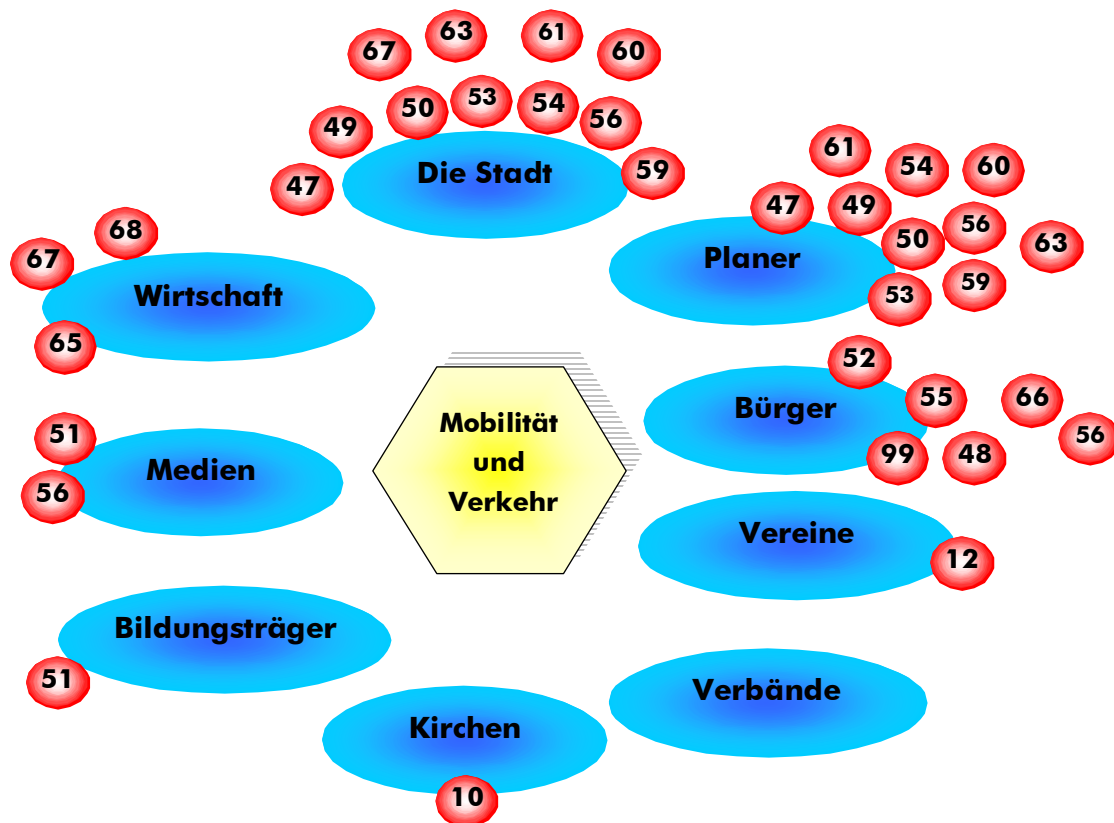 67
63
61
60
50
53
54
56
49
47
59
Die Stadt
61
54
60
47
49
50
56
63
53
59
Planer
68
67
65
Wirtschaft
52
55
66
56
99
48
Bürger
51
56
Medien
Mobilität
und
Verkehr
Vereine
12
Bildungsträger
51
Verbände
Kirchen
10